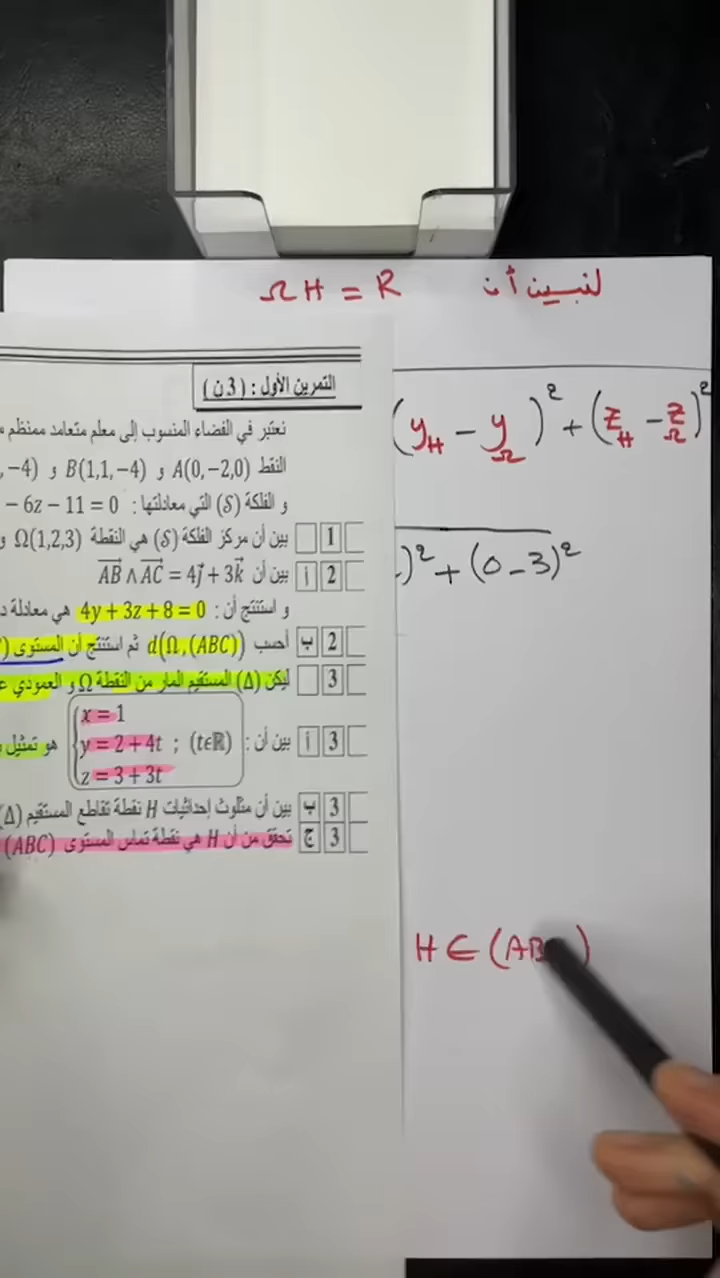 لنبين أن ΩH = R
التمرين الأول : (3ن)
نعتبر في الفضاء المنسوب إلى معلم متعامد ممنظم
النقط A(0,-2,0) و B(1,1,-4) و ,-4)
و الفلكة (S) التي معادلتها : - 6z - 11 = 0
1 بين أن مركز الفلكة (S) هي النقطة Ω(1,2,3) و
2 أ بين أن AB ∧ AC = 4j + 3k
و استنتج أن : 4y + 3z + 8 = 0 هي معادلة
2 ب أحسب d(Ω,(ABC)) ثم استنتج أن المستوى
3 ليكن (Δ) المستقيم المار من النقطة Ω و العمودي
3 أ بين أن : { x = 1
y = 2 + 4t ; (t∈ℝ) هو تمثيل
z = 3 + 3t
3 ب بين أن مثلوث إحداثيات H نقطة تقاطع المستقيم (Δ)
3 ج تحقق من أن H هي نقطة تماس المستوى (ABC)
(y_H - y_Ω)² + (z_H - z_Ω)²
)² + (0 - 3)²
H ∈ (AB )